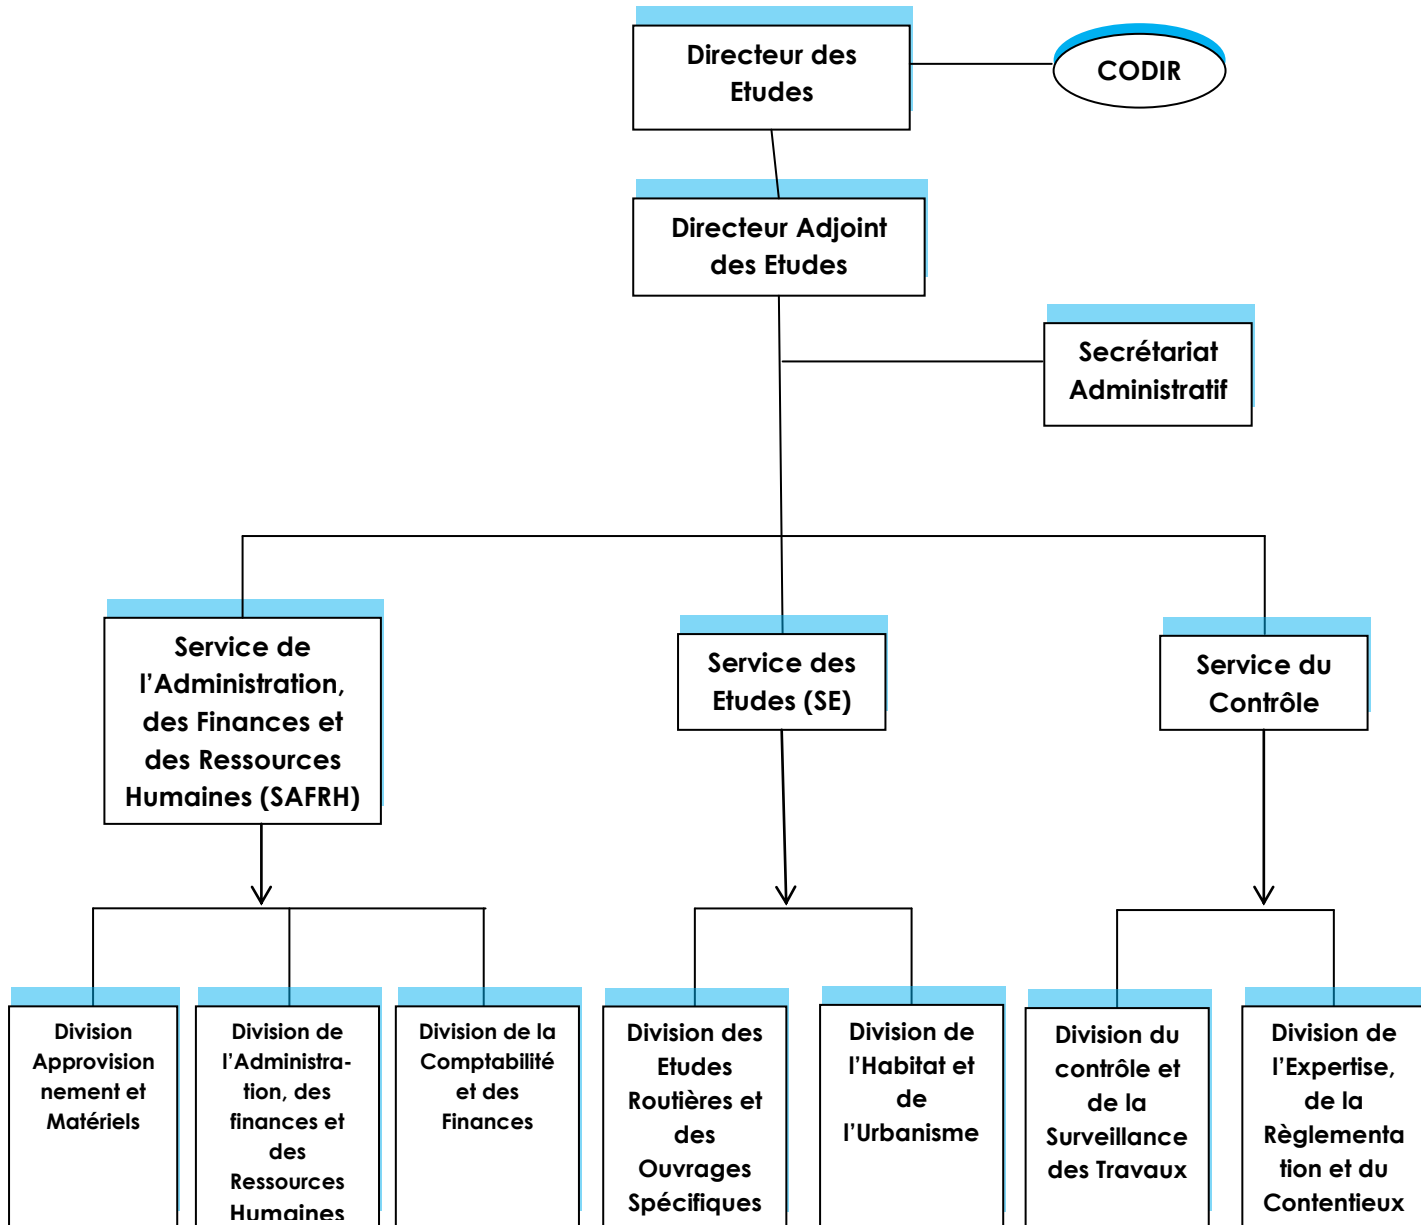 Directeur des
Etudes
CODIR
Directeur Adjoint
des Etudes
Secrétariat
Administratif
Service de
l’Administration,
des Finances et
des Ressources
Humaines (SAFRH)
Service des
Etudes (SE)
Service du
Contrôle
Division
Approvision
nement et
Matériels
Division de
l’Administra-
tion, des
finances et
des
Ressources
Humaines
Division de la
Comptabilité
et des
Finances
Division des
Etudes
Routières et
des
Ouvrages
Spécifiques
Division de
l’Habitat et
de
l’Urbanisme
Division du
contrôle et
de la
Surveillance
des Travaux
Division de
l’Expertise,
de la
Règlementa
tion et du
Contentieux